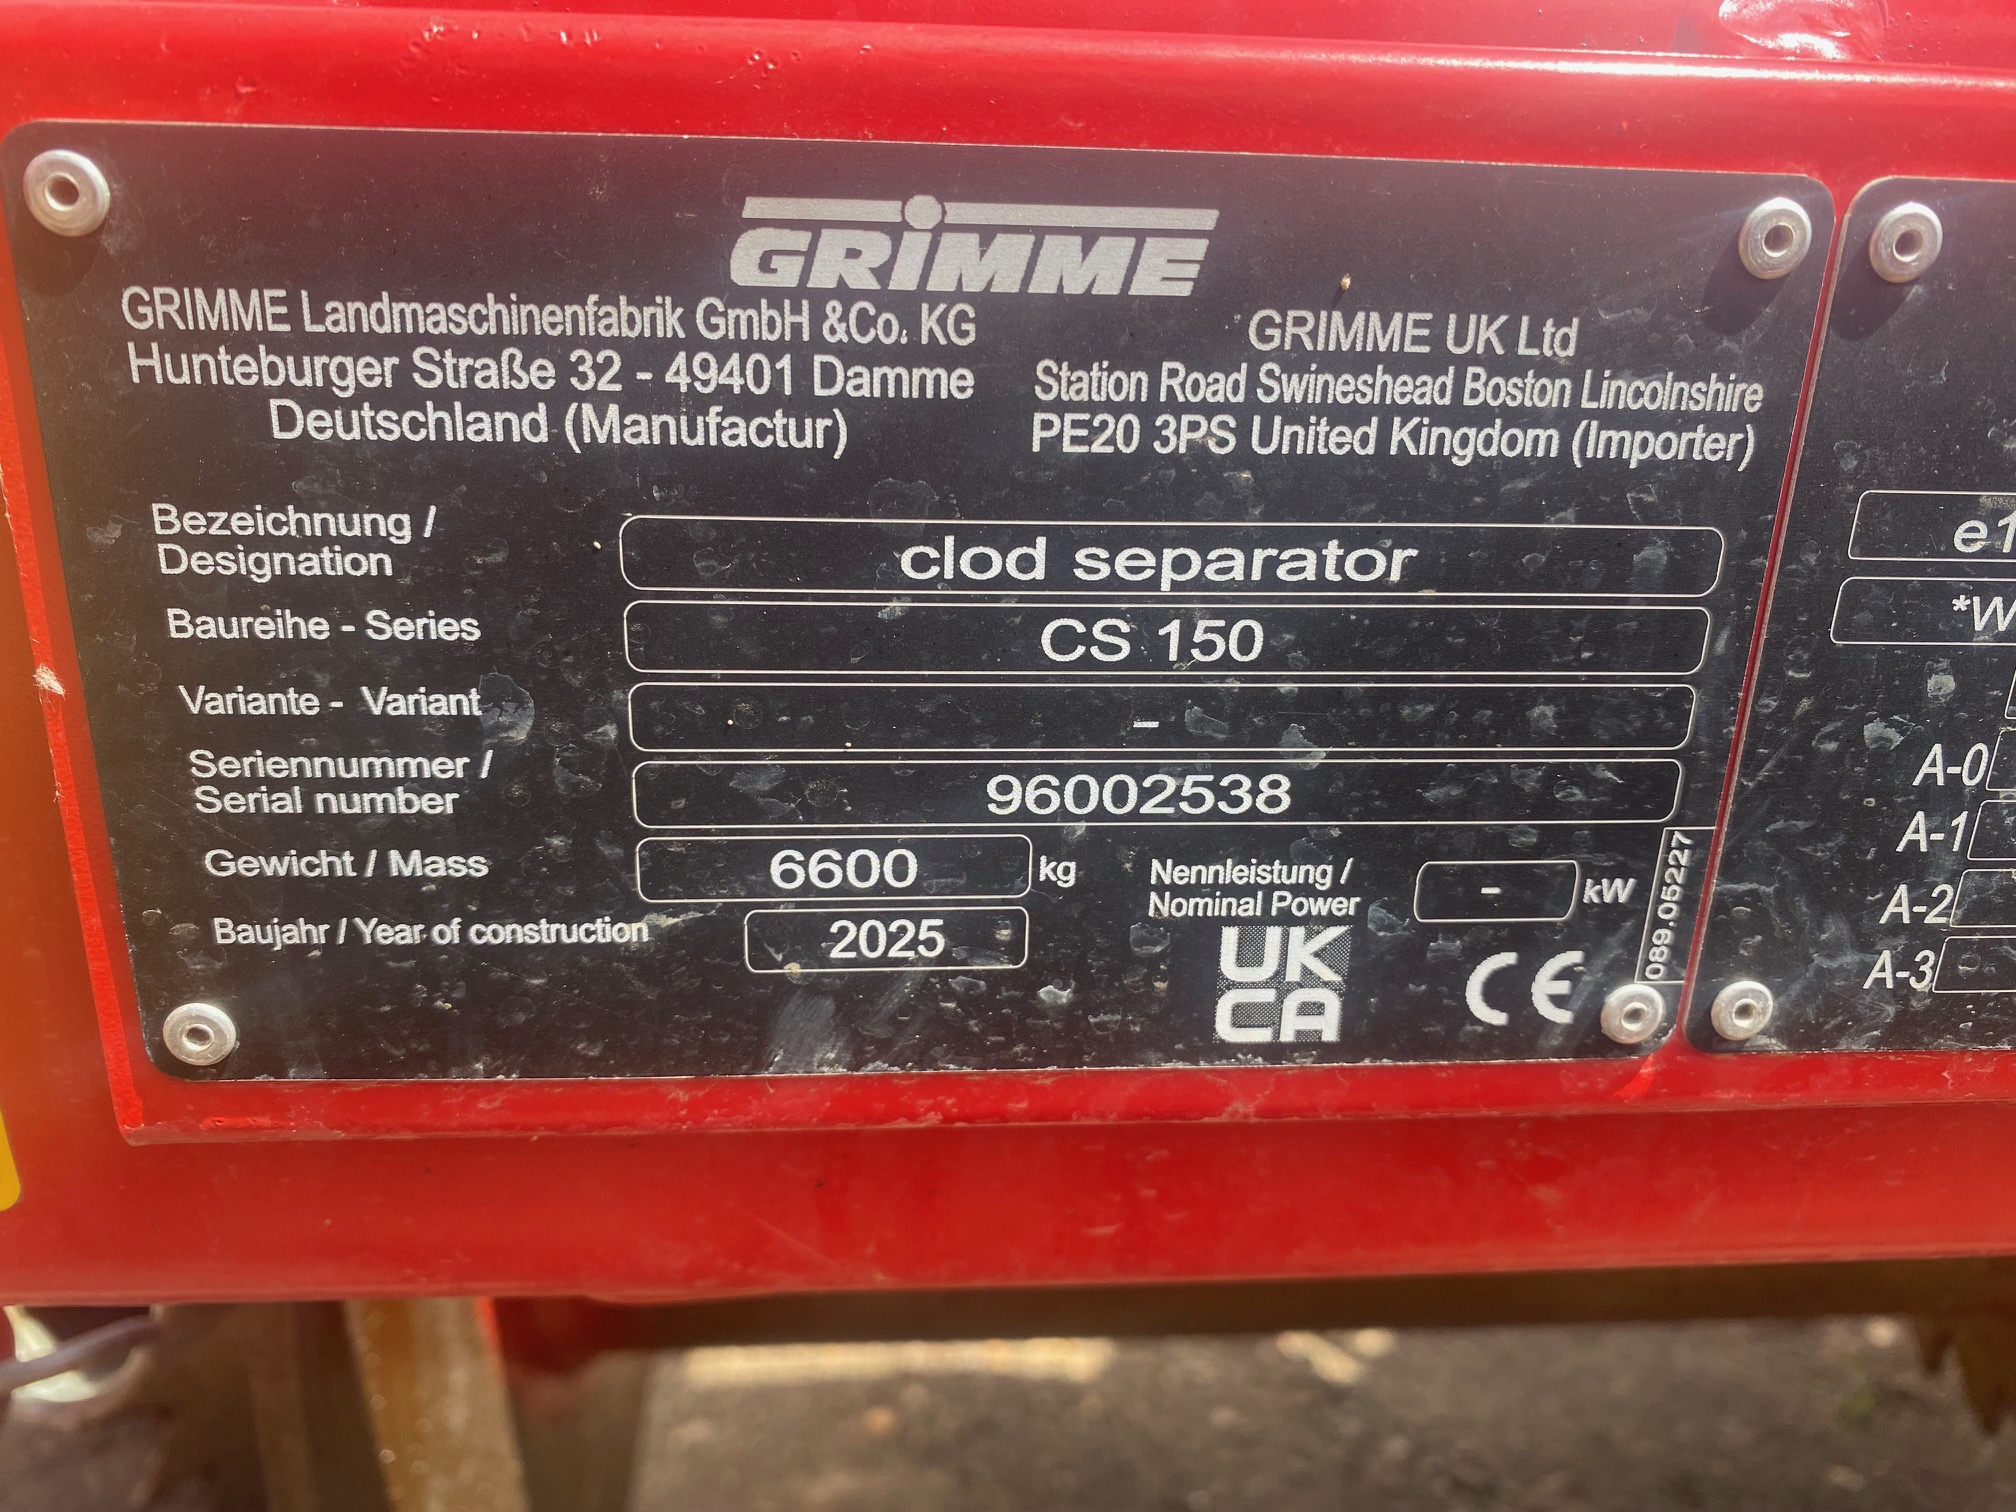 GRIMME
GRIMME Landmaschinenfabrik GmbH &Co. KG
Hunteburger Straße 32 - 49401 Damme
Deutschland (Manufactur)
GRIMME UK Ltd
Station Road Swineshead Boston Lincolnshire
PE20 3PS United Kingdom (Importer)
Bezeichnung /
Designation
clod separator
Baureihe - Series
CS 150
Variante - Variant
-
Seriennummer /
Serial number
96002538
Gewicht / Mass
6600
kg
Nennleistung /
Nominal Power
-
kW
Baujahr / Year of construction
2025
UK
CA
CE
089.05227
e1
*W
A-0
A-1
A-2
A-3